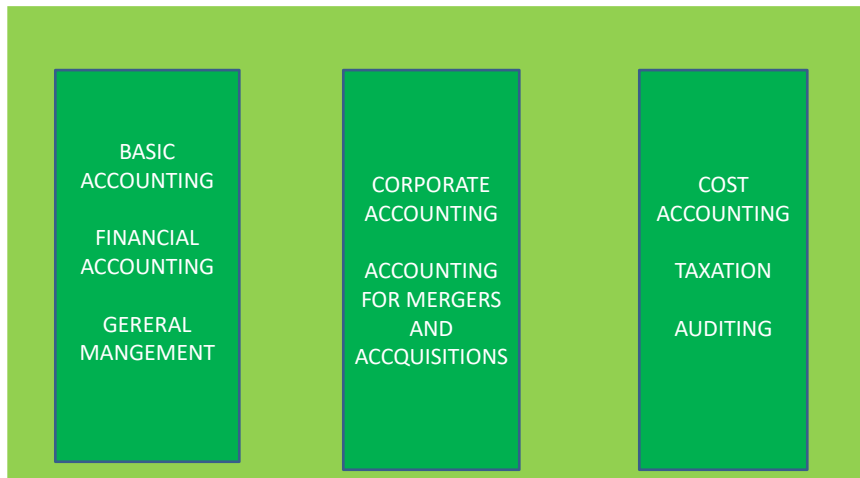 BASIC
ACCOUNTING
FINANCIAL
ACCOUNTING
GERERAL
MANGEMENT
CORPORATE
ACCOUNTING
ACCOUNTING
FOR MERGERS
AND
ACCQUISITIONS
COST
ACCOUNTING
TAXATION
AUDITING